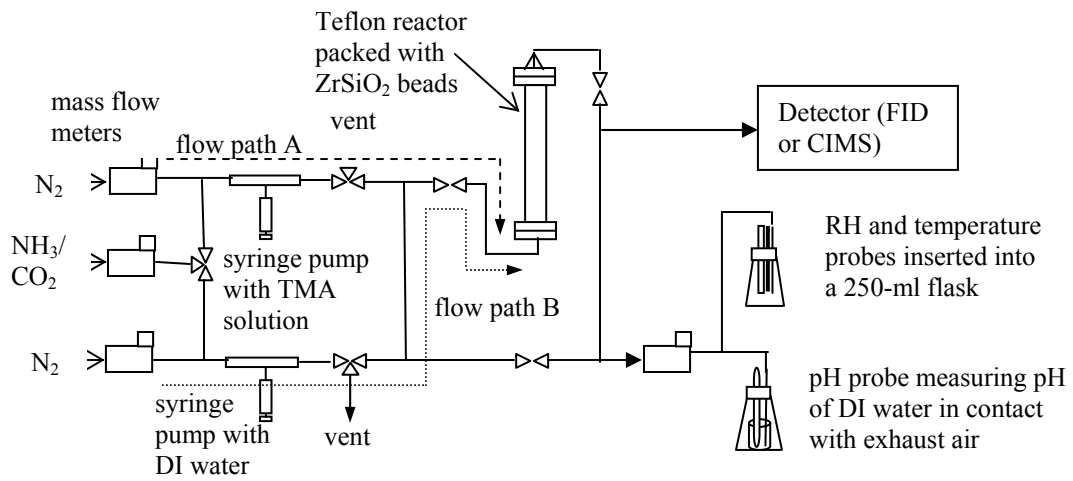 Teflon reactor
packed with
ZrSiO₂ beads
mass flow
meters
vent
flow path A
N₂
NH₃/
CO₂
syringe pump
with TMA
solution
flow path B
N₂
syringe
pump with
DI water
vent
Detector (FID
or CIMS)
RH and temperature
probes inserted into
a 250-ml flask
pH probe measuring pH
of DI water in contact
with exhaust air